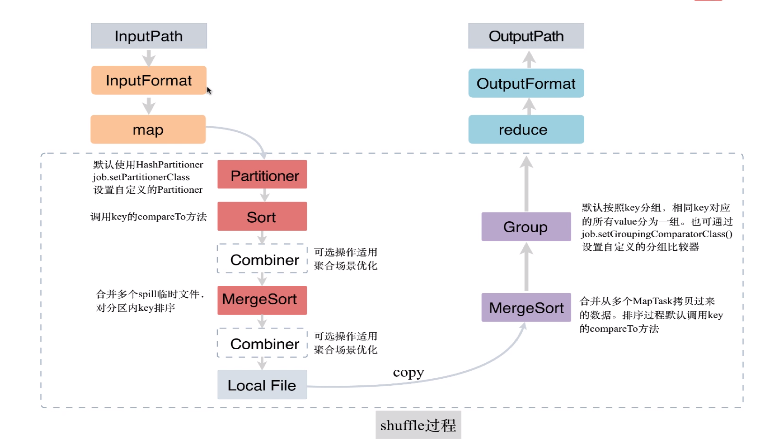 InputPath
InputFormat
map
默认使用HashPartitioner
job.setPartitionerClass
设置自定义的Partitioner
Partitioner
调用key的compareTo方法
Sort
Combiner
可选操作适用
聚合场景优化
合并多个spill临时文件，
对分区内key排序
MergeSort
Combiner
可选操作适用
聚合场景优化
Local File
copy
OutputPath
OutputFormat
reduce
Group
默认按照key分组，相同key对应
的所有value分为一组。也可通过
job.setGroupingComparatorClass()
设置自定义的分组比较器
MergeSort
合并从多个MapTask拷贝过来
的数据。排序过程默认调用key
的compareTo方法
shuffle过程